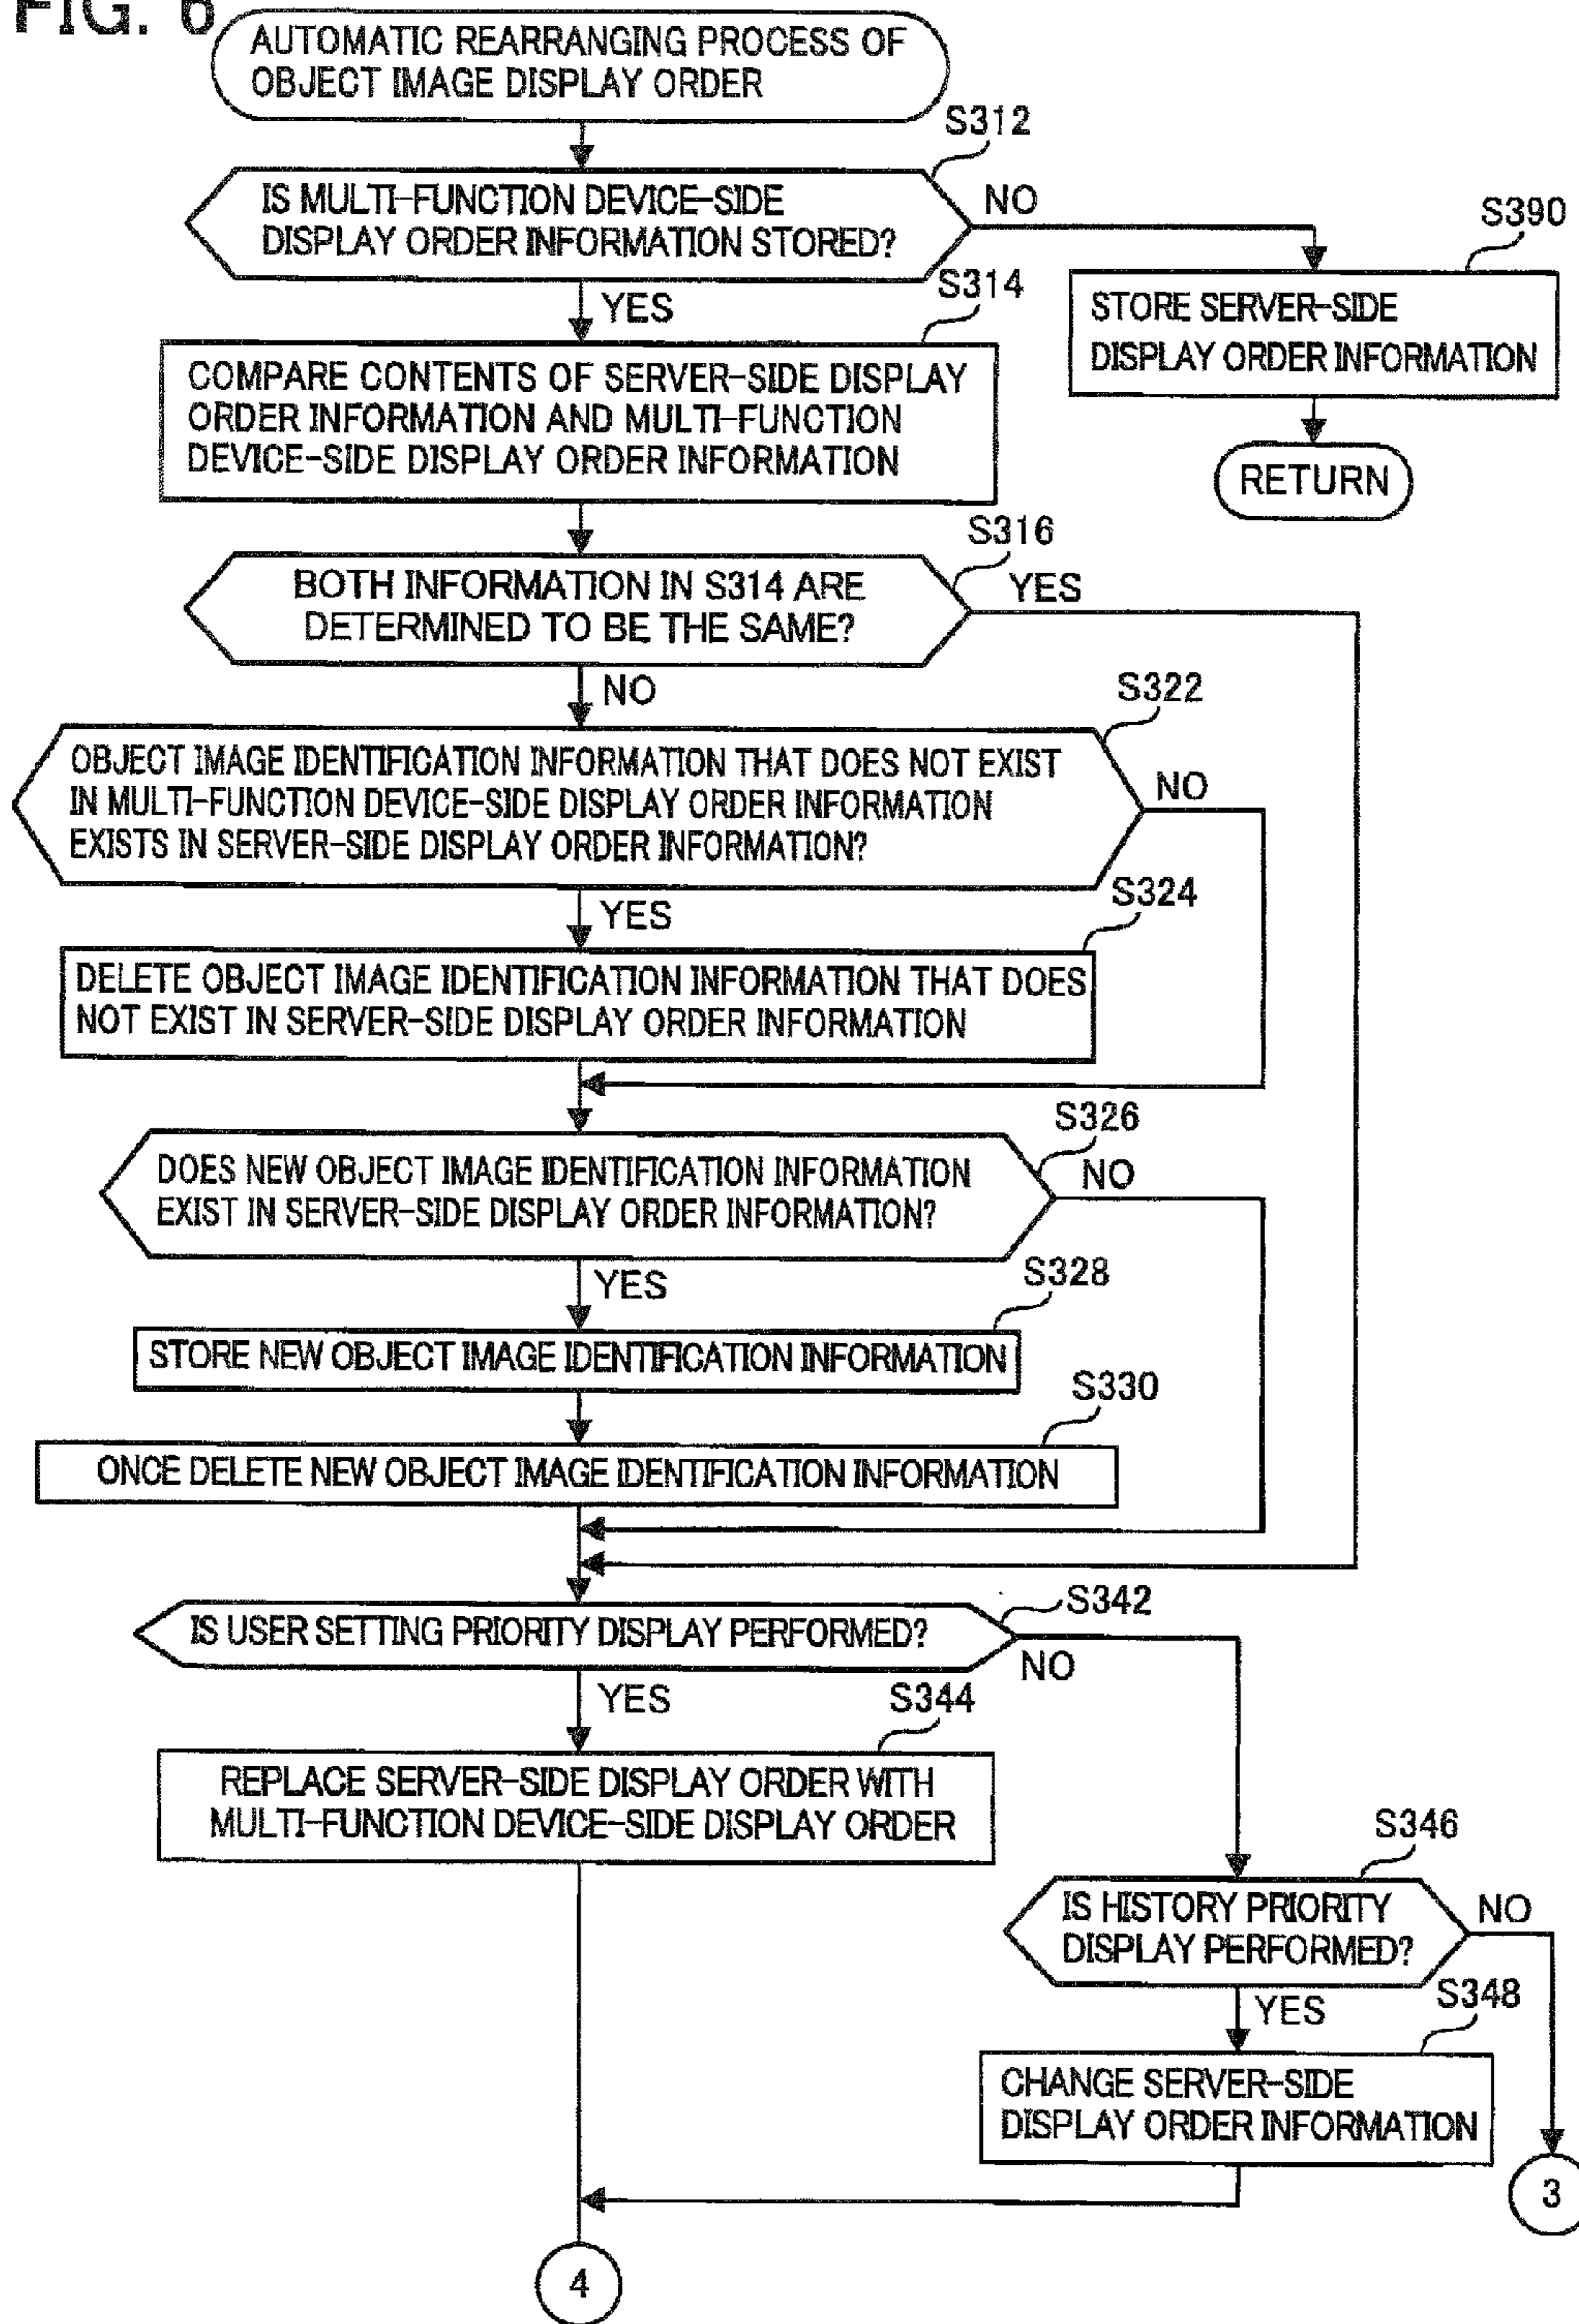 FIG. 6
AUTOMATIC REARRANGING PROCESS OF
OBJECT IMAGE DISPLAY ORDER
S312
IS MULTI-FUNCTION DEVICE-SIDE
DISPLAY ORDER INFORMATION STORED?
NO
S390
STORE SERVER-SIDE
DISPLAY ORDER INFORMATION
RETURN
YES
S314
COMPARE CONTENTS OF SERVER-SIDE DISPLAY
ORDER INFORMATION AND MULTI-FUNCTION
DEVICE-SIDE DISPLAY ORDER INFORMATION
S316
BOTH INFORMATION IN S314 ARE
DETERMINED TO BE THE SAME?
YES
NO
S322
OBJECT IMAGE IDENTIFICATION INFORMATION THAT DOES NOT EXIST
IN MULTI-FUNCTION DEVICE-SIDE DISPLAY ORDER INFORMATION
EXISTS IN SERVER-SIDE DISPLAY ORDER INFORMATION?
NO
YES
S324
DELETE OBJECT IMAGE IDENTIFICATION INFORMATION THAT DOES
NOT EXIST IN SERVER-SIDE DISPLAY ORDER INFORMATION
S326
DOES NEW OBJECT IMAGE IDENTIFICATION INFORMATION
EXIST IN SERVER-SIDE DISPLAY ORDER INFORMATION?
NO
YES
S328
STORE NEW OBJECT IMAGE IDENTIFICATION INFORMATION
S330
ONCE DELETE NEW OBJECT IMAGE IDENTIFICATION INFORMATION
S342
IS USER SETTING PRIORITY DISPLAY PERFORMED?
NO
YES
S344
REPLACE SERVER-SIDE DISPLAY ORDER WITH
MULTI-FUNCTION DEVICE-SIDE DISPLAY ORDER
S346
IS HISTORY PRIORITY
DISPLAY PERFORMED?
NO
YES
S348
CHANGE SERVER-SIDE
DISPLAY ORDER INFORMATION
3
4